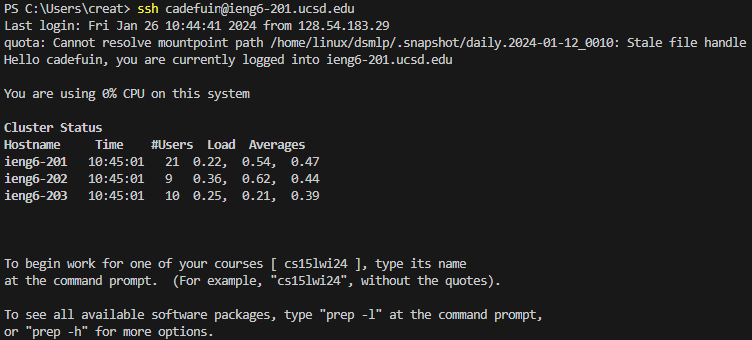 PS C:\Users\creat> ssh cadefuin@ieng6-201.ucsd.edu
Last login: Fri Jan 26 10:44:41 2024 from 128.54.183.29
quota: Cannot resolve mountpoint path /home/linux/dsmlp/.snapshot/daily.2024-01-12_0010: Stale file handle
Hello cadefuin, you are currently logged into ieng6-201.ucsd.edu
You are using 0% CPU on this system
Cluster Status
Hostname     Time    #Users  Load  Averages
ieng6-201   10:45:01   21  0.22,  0.54,  0.47
ieng6-202   10:45:01   9   0.36,  0.62,  0.44
ieng6-203   10:45:01   10  0.25,  0.21,  0.39
To begin work for one of your courses [ cs15lwi24 ], type its name
at the command prompt.  (For example, "cs15lwi24", without the quotes).
To see all available software packages, type "prep -l" at the command prompt,
or "prep -h" for more options.